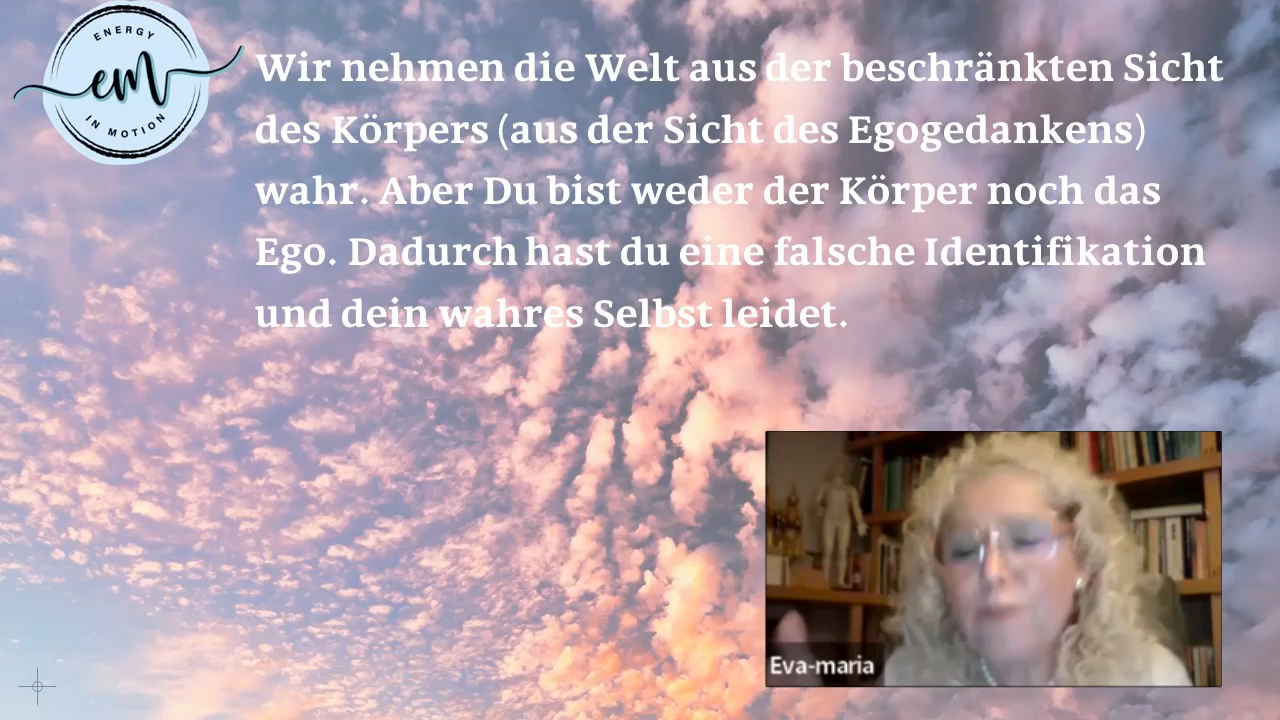 ENERGY
em
IN MOTION
Wir nehmen die Welt aus der beschränkten Sicht
des Körpers (aus der Sicht des Egogedankens)
wahr. Aber Du bist weder der Körper noch das
Ego. Dadurch hast du eine falsche Identifikation
und dein wahres Selbst leidet.
Eva-maria